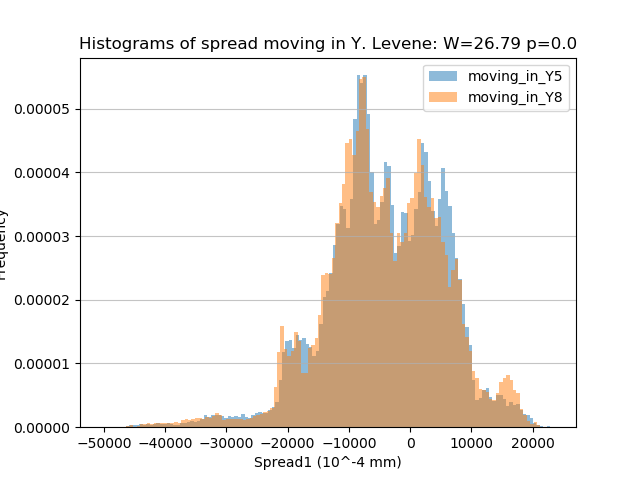 Histograms of spread moving in Y. Levene: W=26.79 p=0.0
moving_in_Y5
moving_in_Y8
0.00005
0.00004
0.00003
0.00002
0.00001
0.00000
Frequency
−50000 −40000 −30000 −20000 −10000 0 10000 20000
Spread1 (10^-4 mm)